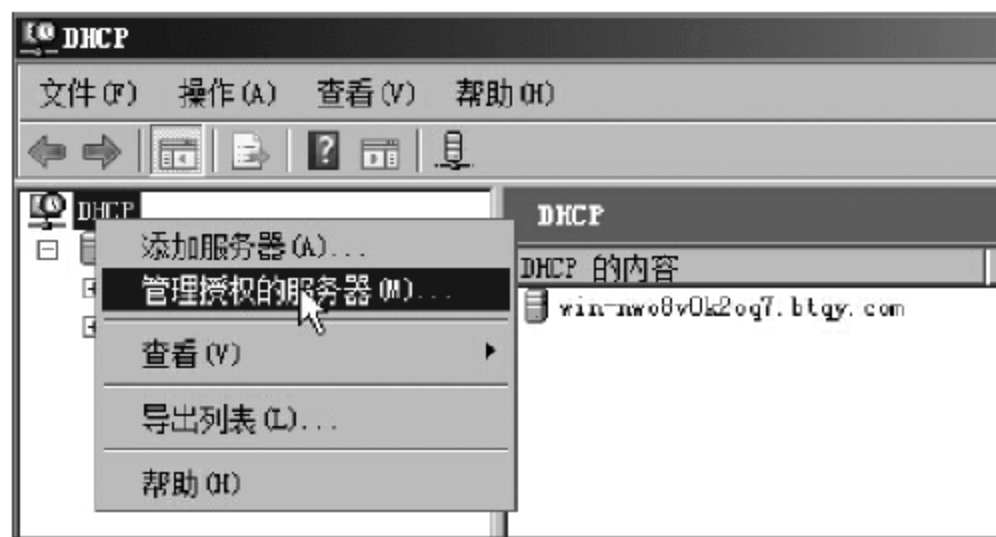 DHCP
文件(F) 操作(A) 查看(V) 帮助(H)
DHCP
添加服务器(A)...
管理授权的服务器(M)...
查看(V)
导出列表(L)...
帮助(H)
DHCP
DHCP 的内容
win-nwo8v0k2oq7.btqy.com